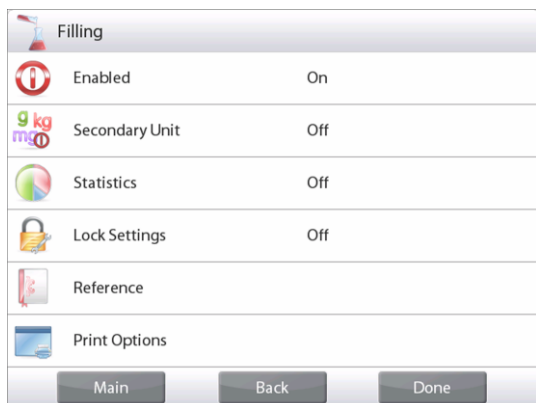 Filling
Enabled On
g kg
mg
Secondary Unit Off
Statistics Off
Lock Settings Off
Reference
Print Options
Main Back Done